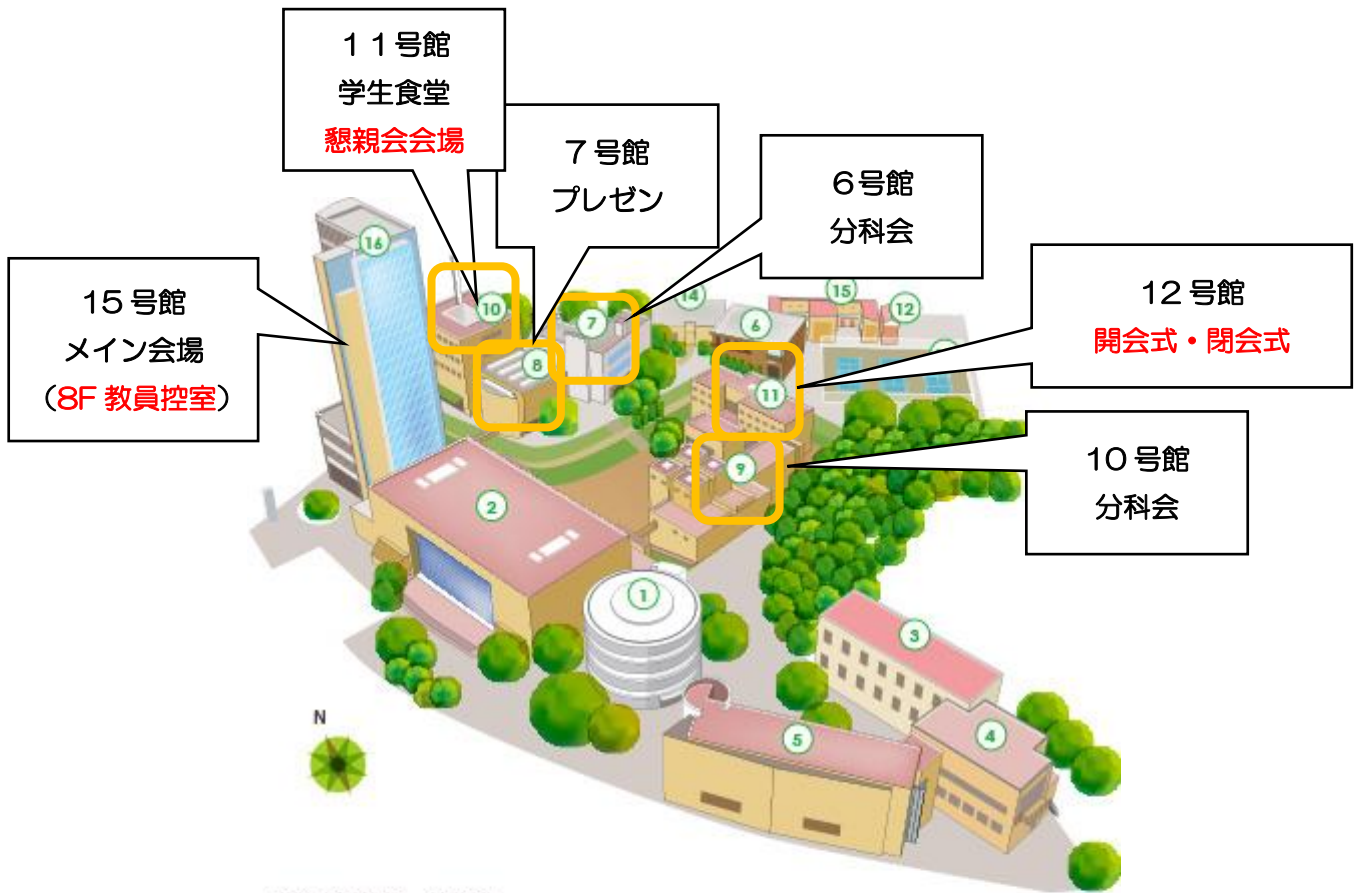 １１号館
学生食堂
懇親会会場
７号館
プレゼン
６号館
分科会
15号館
メイン会場
（8F 教員控室）
12号館
開会式・閉会式
10号館
分科会
16
10
7
14
15
12
6
8
11
9
2
1
3
4
5
N